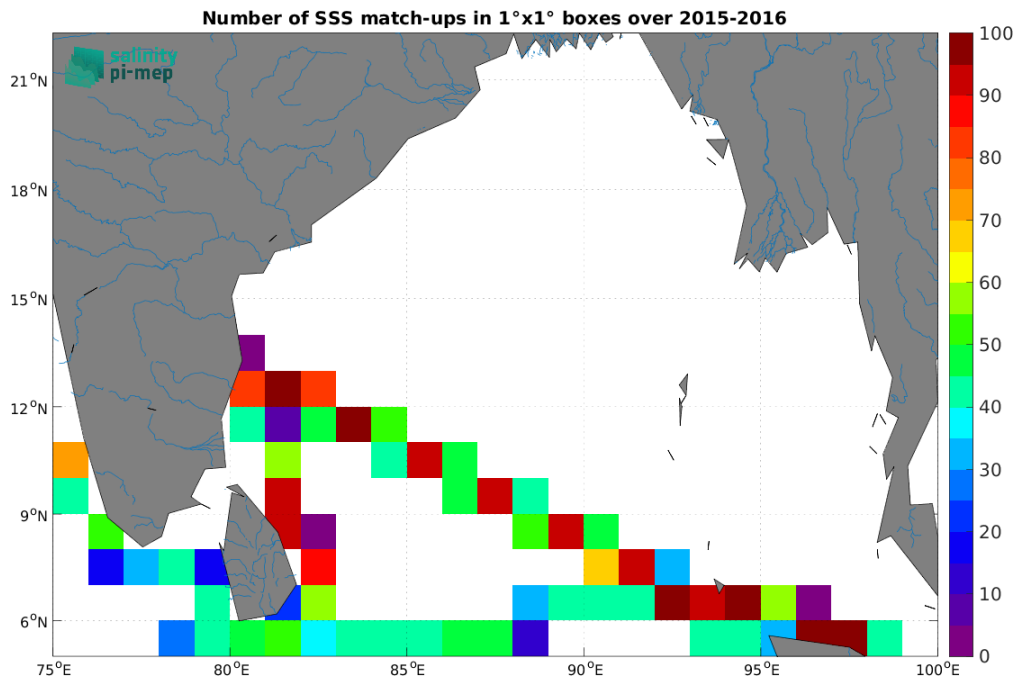 Number of SSS match-ups in 1°x1° boxes over 2015-2016
salinity
pi-mep
21°N
18°N
15°N
12°N
9°N
6°N
75°E 80°E 85°E 90°E 95°E 100°E
100
90
80
70
60
50
40
30
20
10
0